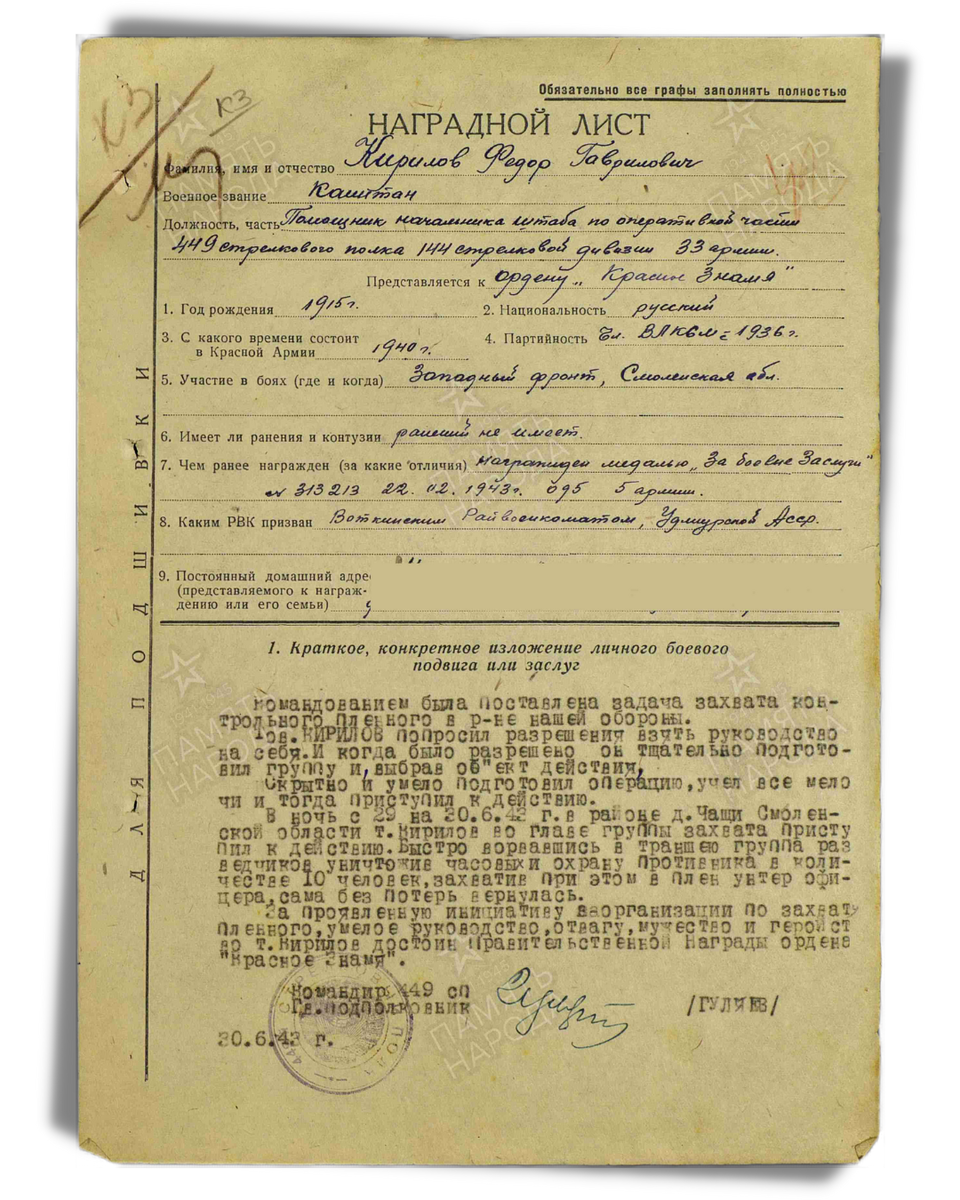 КЗ
КЗ
Обязательно все графы заполнять полностью
НАГРАДНОЙ ЛИСТ
Фамилия, имя и отчество Кирилов Федор Гаврилович
Военное звание Капитан
Должность, часть Помощник начальника штаба по оперативной части
449 стрелкового полка 144 стрелковой дивизии 33 армии.
Представляется к ордену „Красное Знамя"
1. Год рождения 1915 г. 2. Национальность русский
3. С какого времени состоит
в Красной Армии 1940 г. 4. Партийность Чл. ВЛКСМ с 1936 г.
5. Участие в боях (где и когда) Западный фронт, Смоленская обл.
6. Имеет ли ранения и контузии ранений не имеет.
7. Чем ранее награжден (за какие отличия) награжден медалью „За боевые Заслуги"
313213 22.02.1943г. 095 5 армии.
8. Каким РВК призван Воткинским Райвоенкоматом, Удмурской Асср.
9. Постоянный домашний адре
(представляемого к награж-
дению или его семьи)
ДЛЯ ПОДШИВКИ
1. Краткое, конкретное изложение личного боевого
подвига или заслуг
Командованием была поставлена задача захвата кон-
трольного пленного в р-не нашей обороны.
Тов. КИРИЛОВ попросил разрешения взять руководство
на себя. И когда было разрешено он тщательно подгото-
вил группу и, выбрав об"ект действия,
Скрытно и умело подготовил операцию, учел все мело
чи и тогда приступил к действию.
В ночь с 29 на 30.6.43 г. в районе д. Чащи Смолен-
ской области т. Кирилов во главе группы захвата присту
пил к действию. Быстро ворвавшись в траншею группа раз
ведчиков уничтожив часовых и охрану противника в коли-
честве 10 человек, захватив при этом в плен унтер офи-
цера, сама без потерь вернулась.
За проявленную инициативу в организации по захвату
пленного, умелое руководство, отвагу, мужество и геройст
во т. Кирилов достоин Правительственной Награды ордена
"Красное Знамя".
Командир 449 сп
Гв. подполковник /ГУЛЯЕВ/
30.6.43 г.
ПАМЯТЬ
НАРОДА